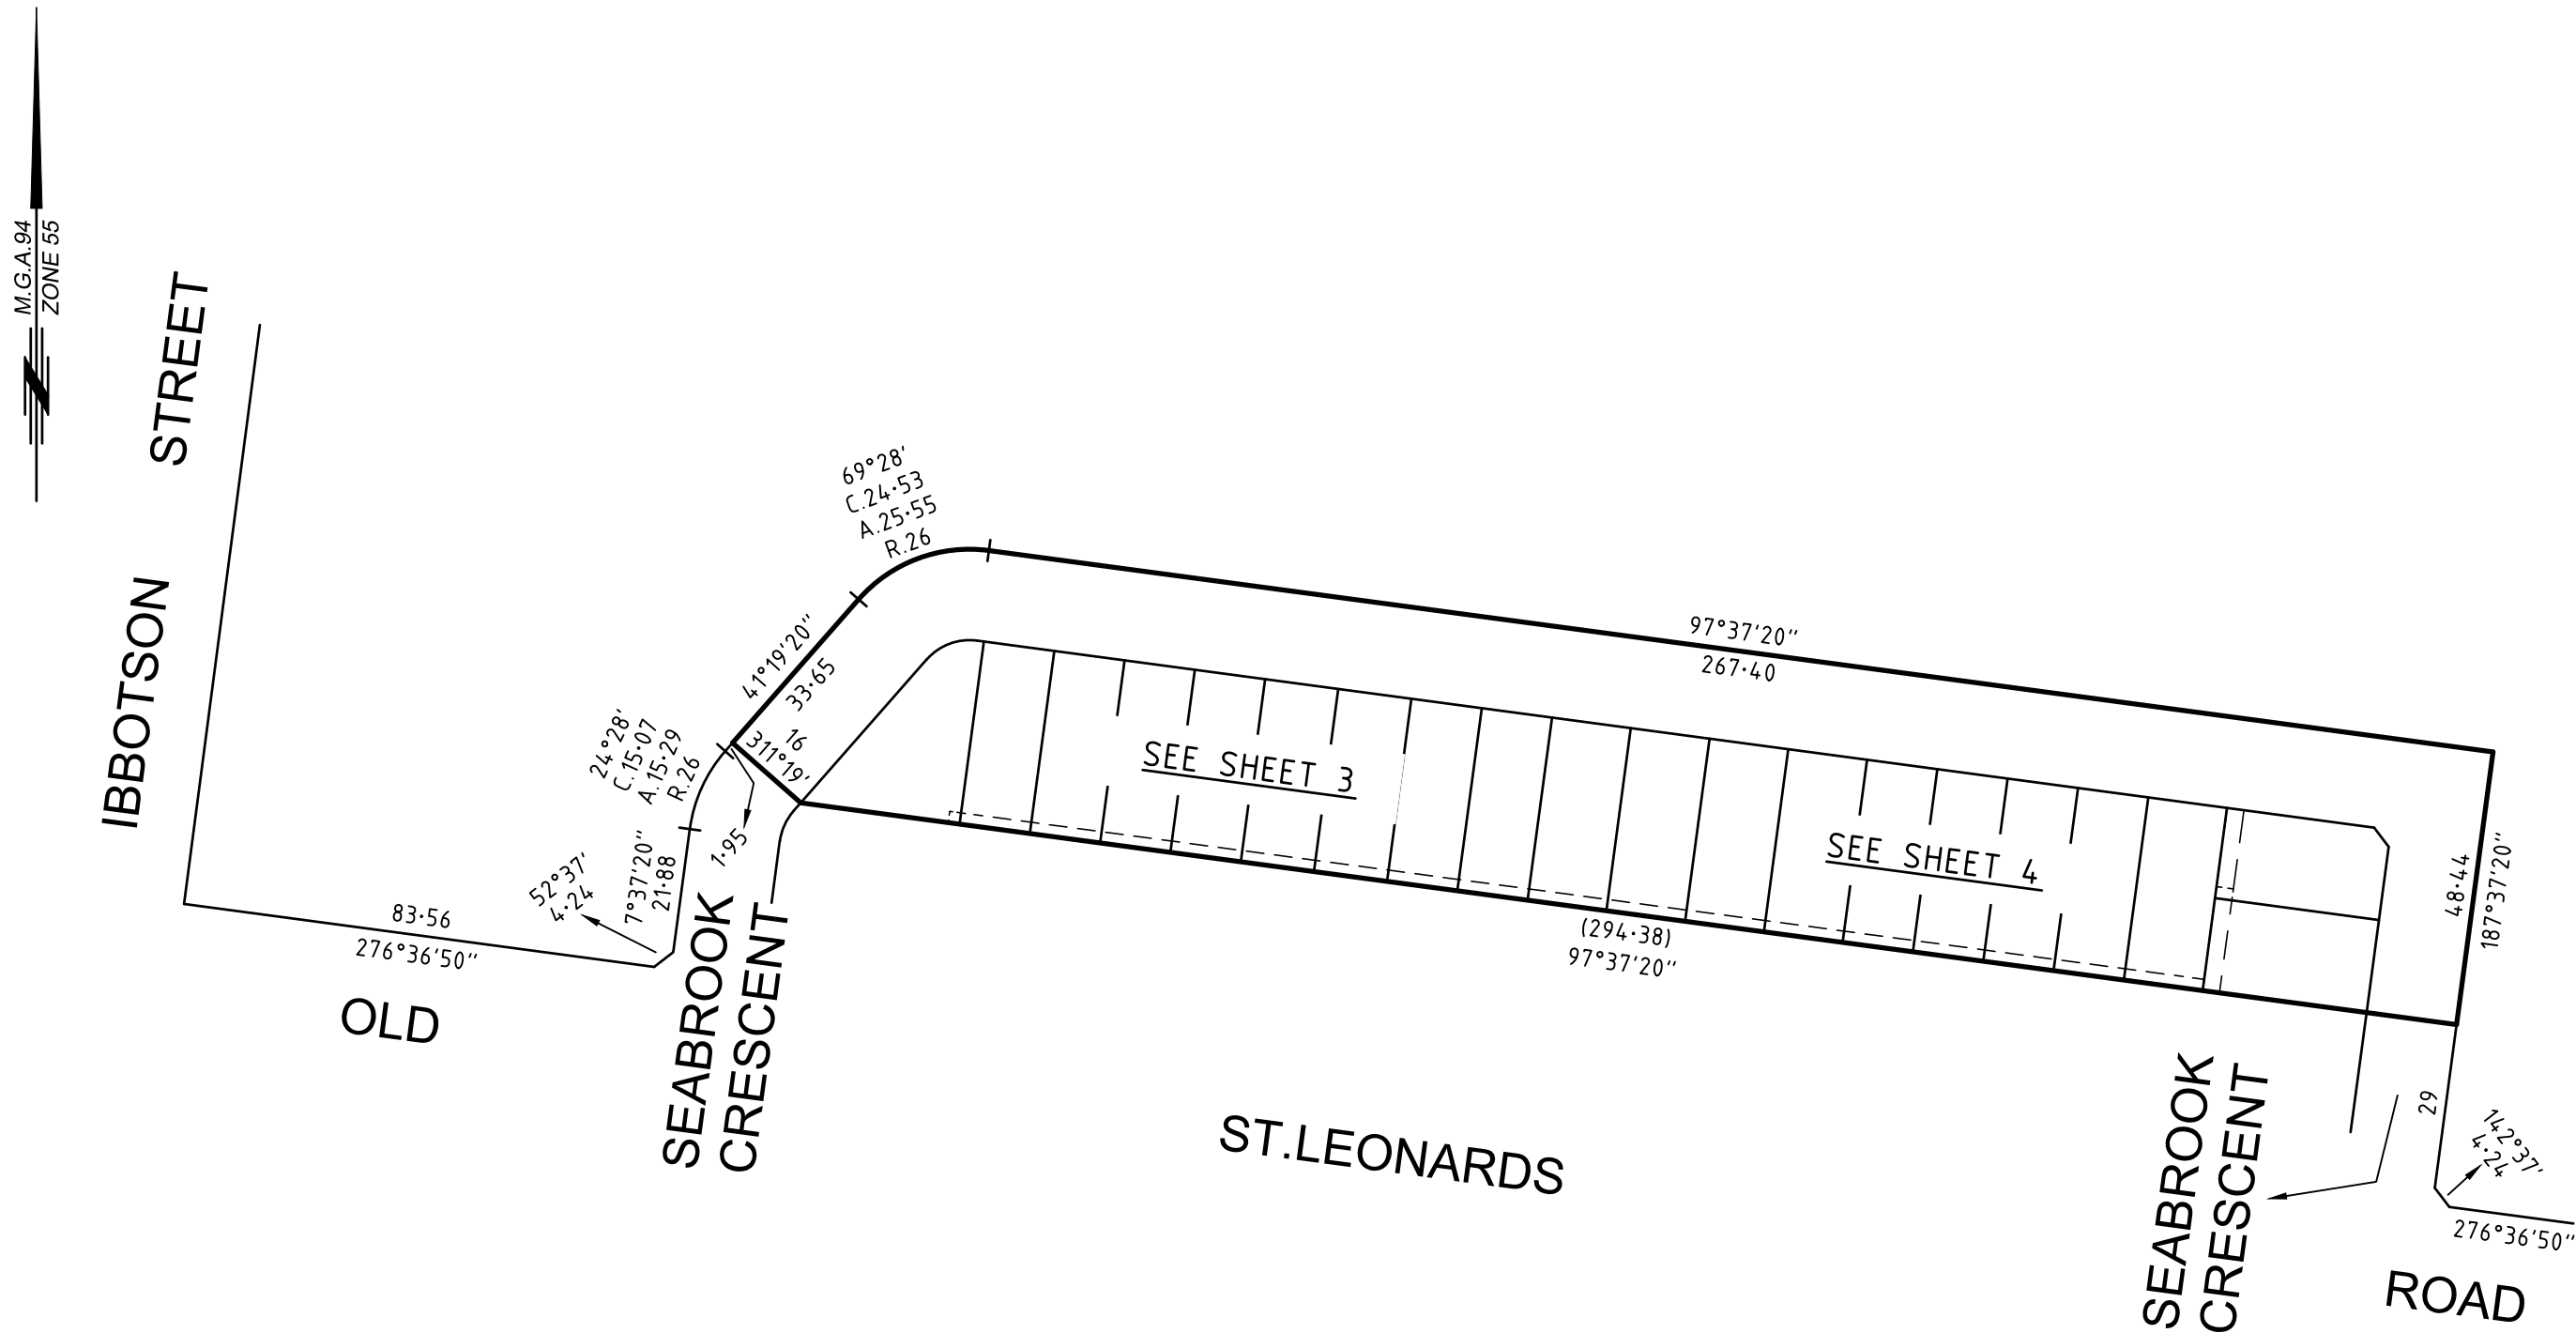 M.G.A.94
ZONE 55
IBBOTSON STREET
69°28'
C.24·53
A.25·55
R.26
41°19'20"
33·65
97°37'20"
267·40
24°28'
C.15·07
A.15·29
R.26
16
311°19'
1·95
7°37'20"
21·88
52°37'
4·24
83·56
276°36'50"
SEE SHEET 3
SEE SHEET 4
(294·38)
97°37'20"
48·44
187°37'20"
29
142°37'
4·24
276°36'50"
SEABROOK
CRESCENT
SEABROOK
CRESCENT
OLD ST.LEONARDS ROAD